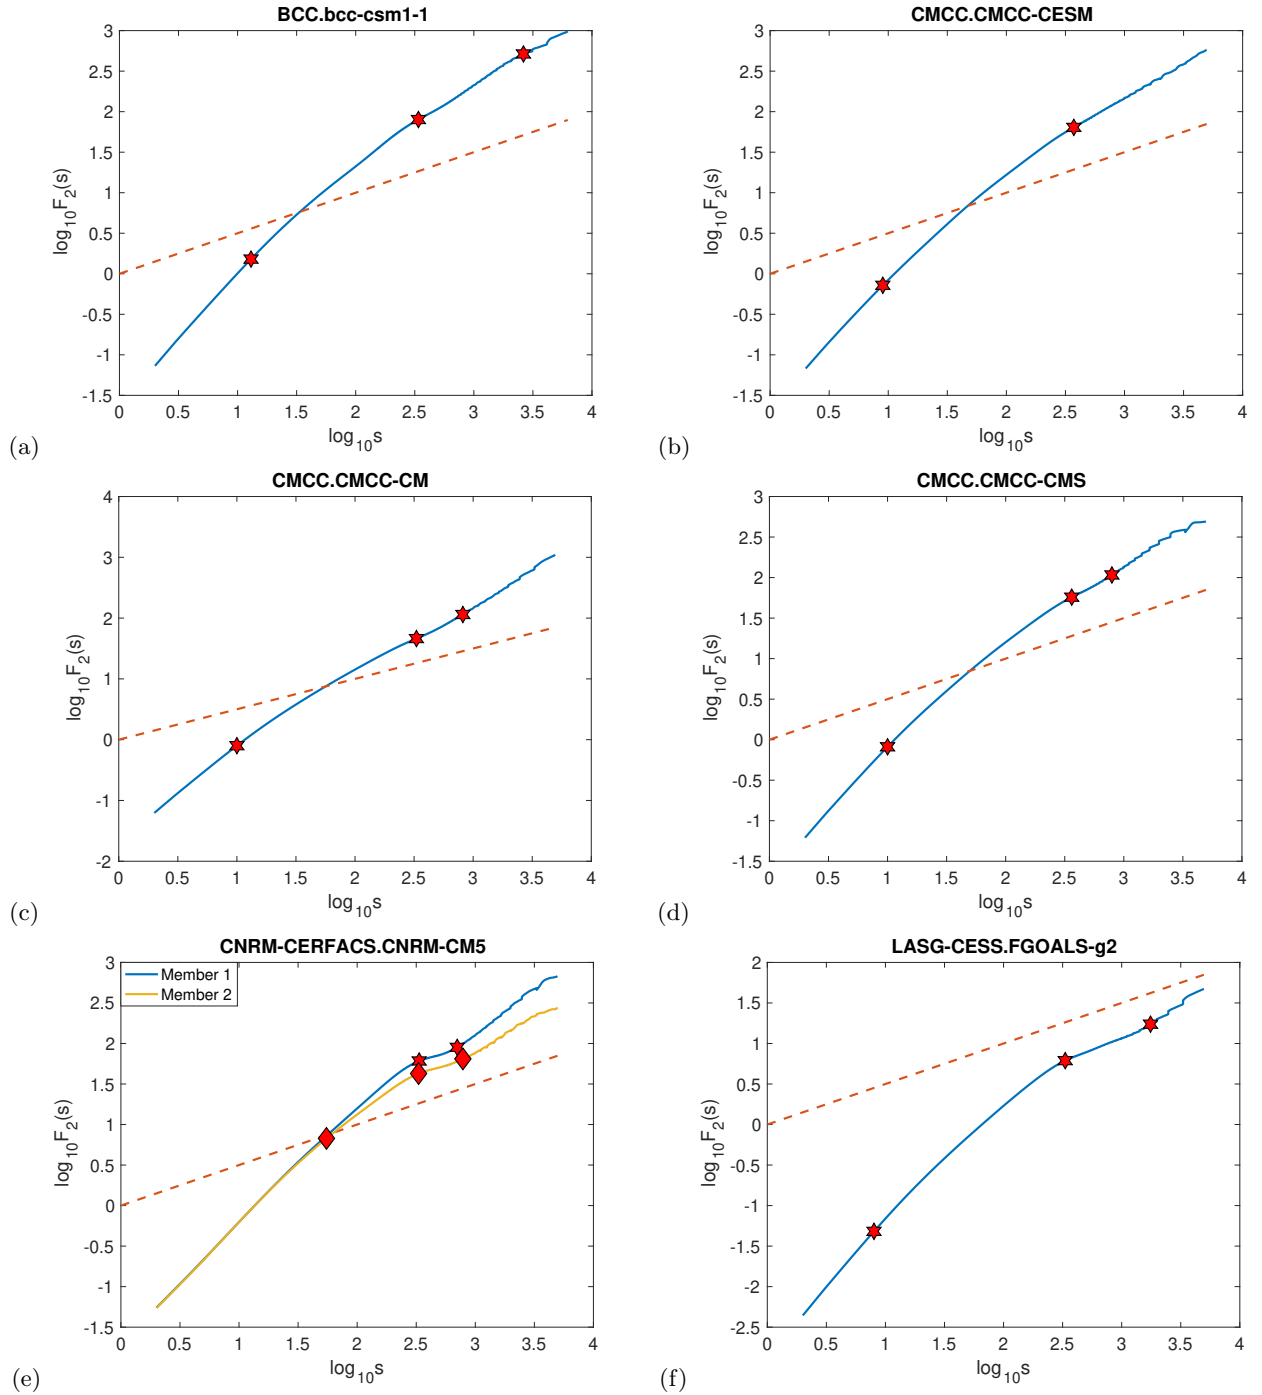 BCC.bcc-csm1-1
3
2.5
2
1.5
1
0.5
0
-0.5
-1
-1.5
log10F2(s)
0 0.5 1 1.5 2 2.5 3 3.5 4
log10s
(a)
CMCC.CMCC-CESM
3
2.5
2
1.5
1
0.5
0
-0.5
-1
-1.5
log10F2(s)
0 0.5 1 1.5 2 2.5 3 3.5 4
log10s
(b)
CMCC.CMCC-CM
4
3
2
1
0
-1
-2
log10F2(s)
0 0.5 1 1.5 2 2.5 3 3.5 4
log10s
(c)
CMCC.CMCC-CMS
3
2.5
2
1.5
1
0.5
0
-0.5
-1
-1.5
log10F2(s)
0 0.5 1 1.5 2 2.5 3 3.5 4
log10s
(d)
CNRM-CERFACS.CNRM-CM5
Member 1
Member 2
3
2.5
2
1.5
1
0.5
0
-0.5
-1
-1.5
log10F2(s)
0 0.5 1 1.5 2 2.5 3 3.5 4
log10s
(e)
LASG-CESS.FGOALS-g2
2
1.5
1
0.5
0
-0.5
-1
-1.5
-2
-2.5
log10F2(s)
0 0.5 1 1.5 2 2.5 3 3.5 4
log10s
(f)